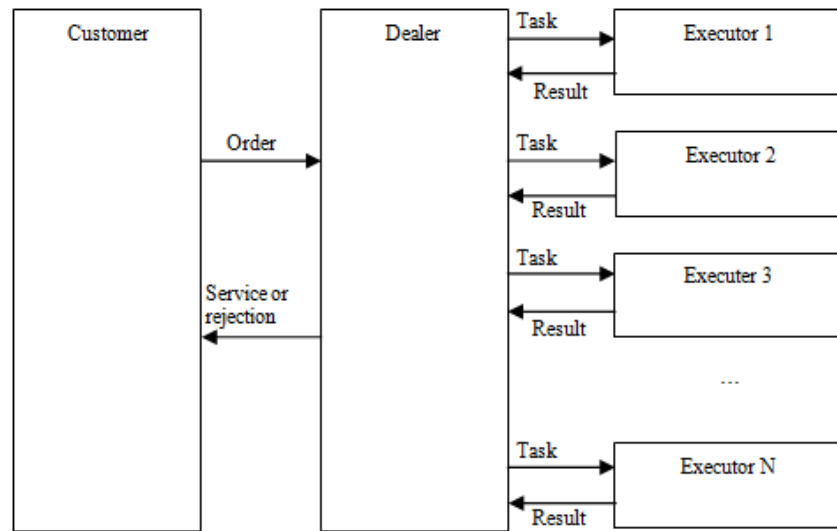 Customer
Dealer
Task
Executor 1
Result
Order
Task
Executor 2
Result
Task
Executer 3
Service or
rejection
Result
...
Task
Executor N
Result